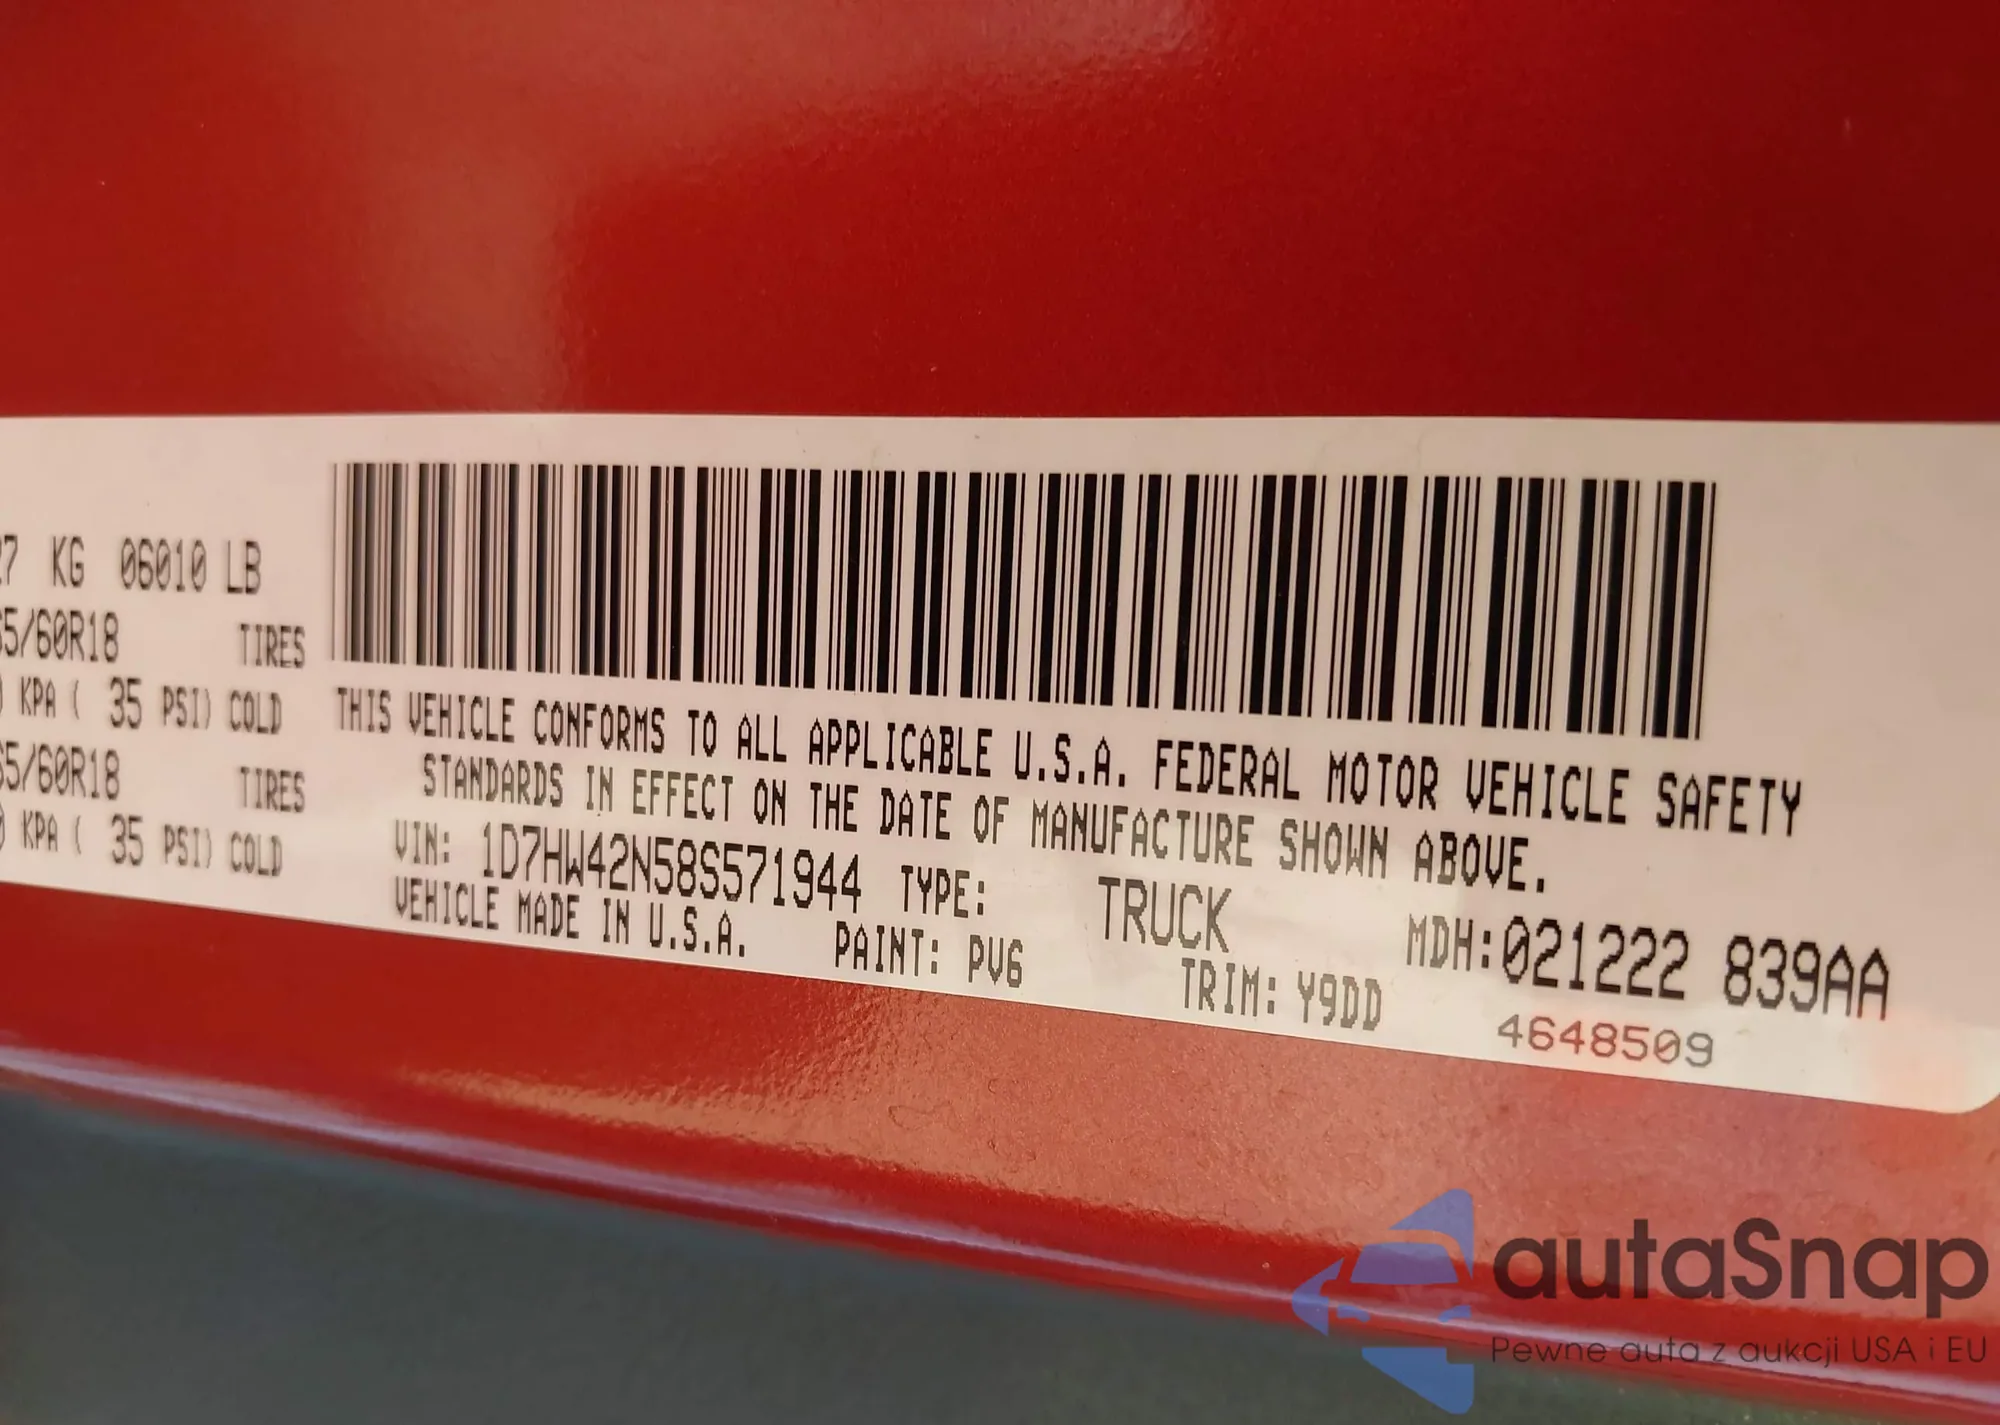 KG 06010 LB
5/60R18 TIRES
KPA ( 35 PSI) COLD
5/60R18 TIRES
KPA ( 35 PSI) COLD
THIS VEHICLE CONFORMS TO ALL APPLICABLE U.S.A. FEDERAL MOTOR VEHICLE SAFETY
STANDARDS IN EFFECT ON THE DATE OF MANUFACTURE SHOWN ABOVE.
VIN: 1D7HW42N58S571944 TYPE: TRUCK MDH:021222 839AA
VEHICLE MADE IN U.S.A. PAINT: PV6 TRIM: Y9DD 4648509
autaSnap
Pewne auta z aukcji USA i EU